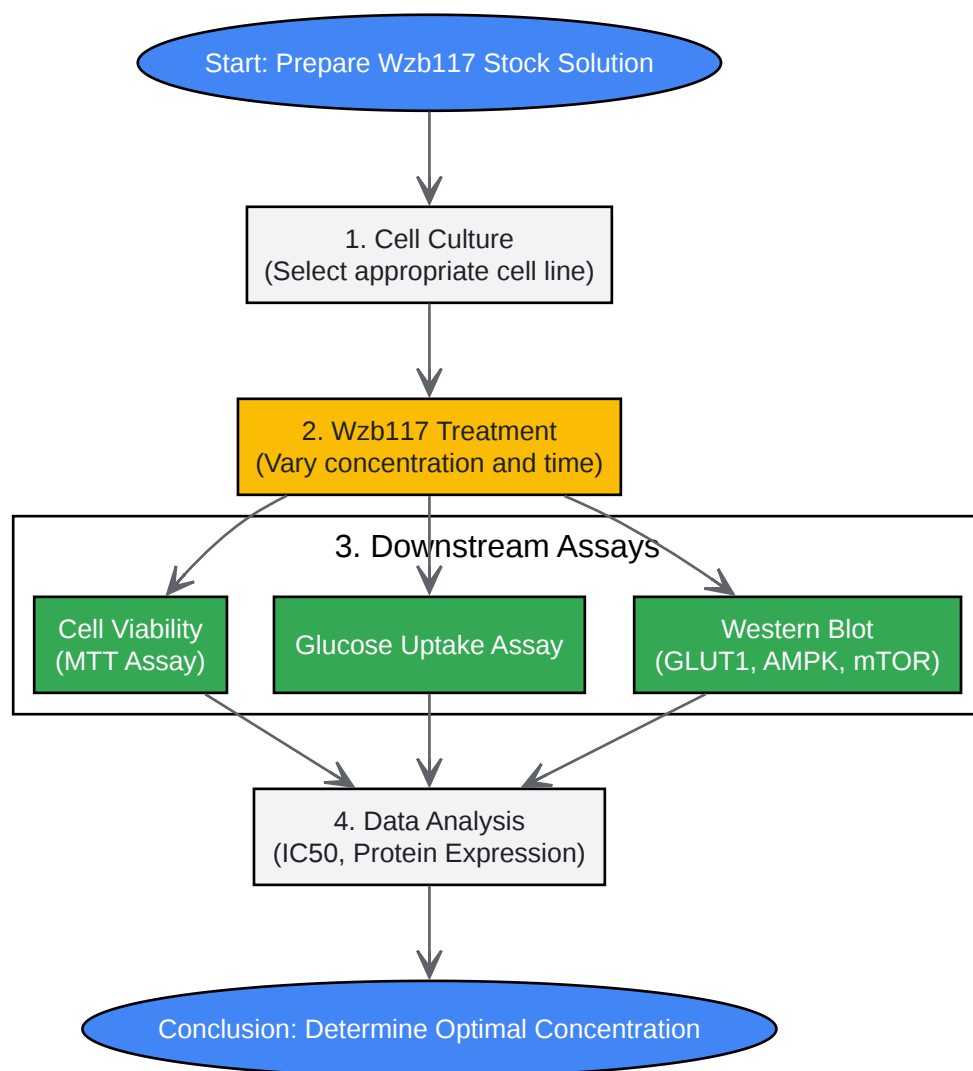 Start: Prepare Wzb117 Stock Solution
1. Cell Culture
(Select appropriate cell line)
2. Wzb117 Treatment
(Vary concentration and time)
3. Downstream Assays
Cell Viability
(MTT Assay)
Glucose Uptake Assay
Western Blot
(GLUT1, AMPK, mTOR)
4. Data Analysis
(IC50, Protein Expression)
Conclusion: Determine Optimal Concentration